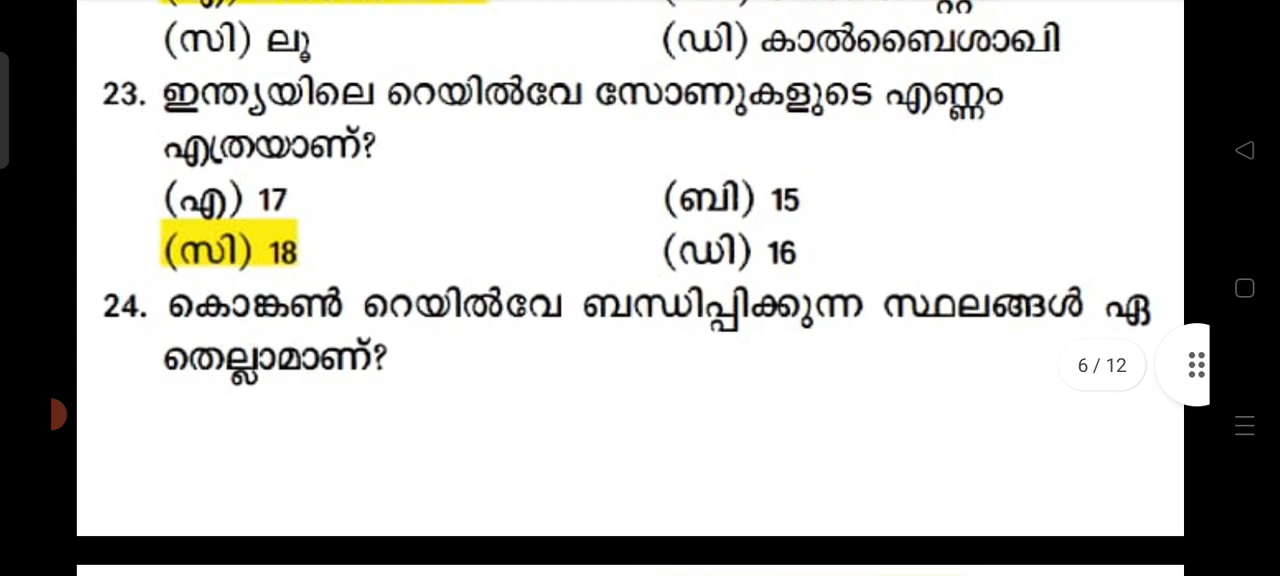 (സി) ലൂ (ഡി) കാൽബൈശാഖി
23. ഇന്ത്യയിലെ റെയിൽവേ സോണുകളുടെ എണ്ണം
എത്രയാണ്?
(എ) 17 (ബി) 15
(സി) 18 (ഡി) 16
24. കൊങ്കൺ റെയിൽവേ ബന്ധിപ്പിക്കുന്ന സ്ഥലങ്ങൾ ഏ
തെല്ലാമാണ്?
6 / 12